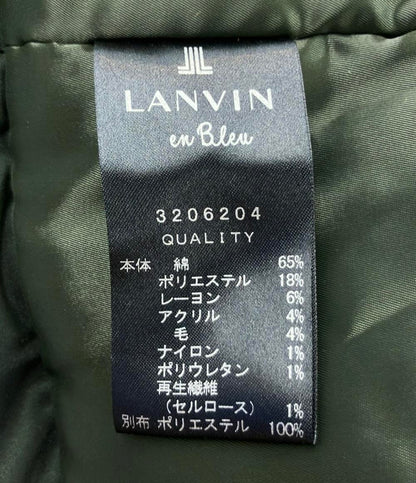 LANVIN
en Bleu
3206204
QUALITY
本体 綿 65%
ポリエステル 18%
レーヨン 6%
アクリル 4%
毛 4%
ナイロン 1%
ポリウレタン 1%
再生繊維
(セルロース) 1%
別布 ポリエステル 100%